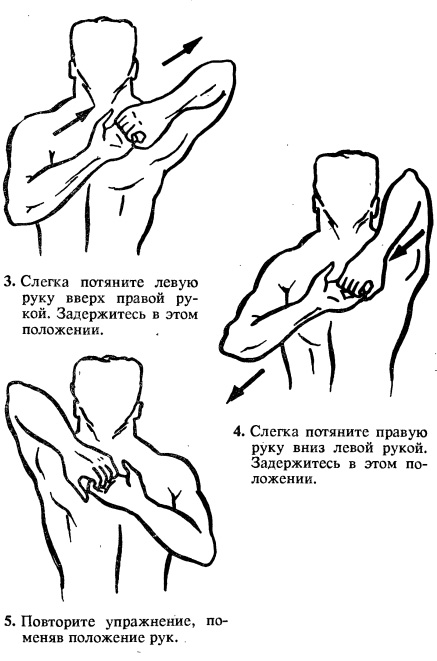 3. Слегка потяните левую
руку вверх правой ру-
кой. Задержитесь в этом
положении.
4. Слегка потяните правую
руку вниз левой рукой.
Задержитесь в этом по-
ложении.
5. Повторите упражнение, по-
меняв положение рук.